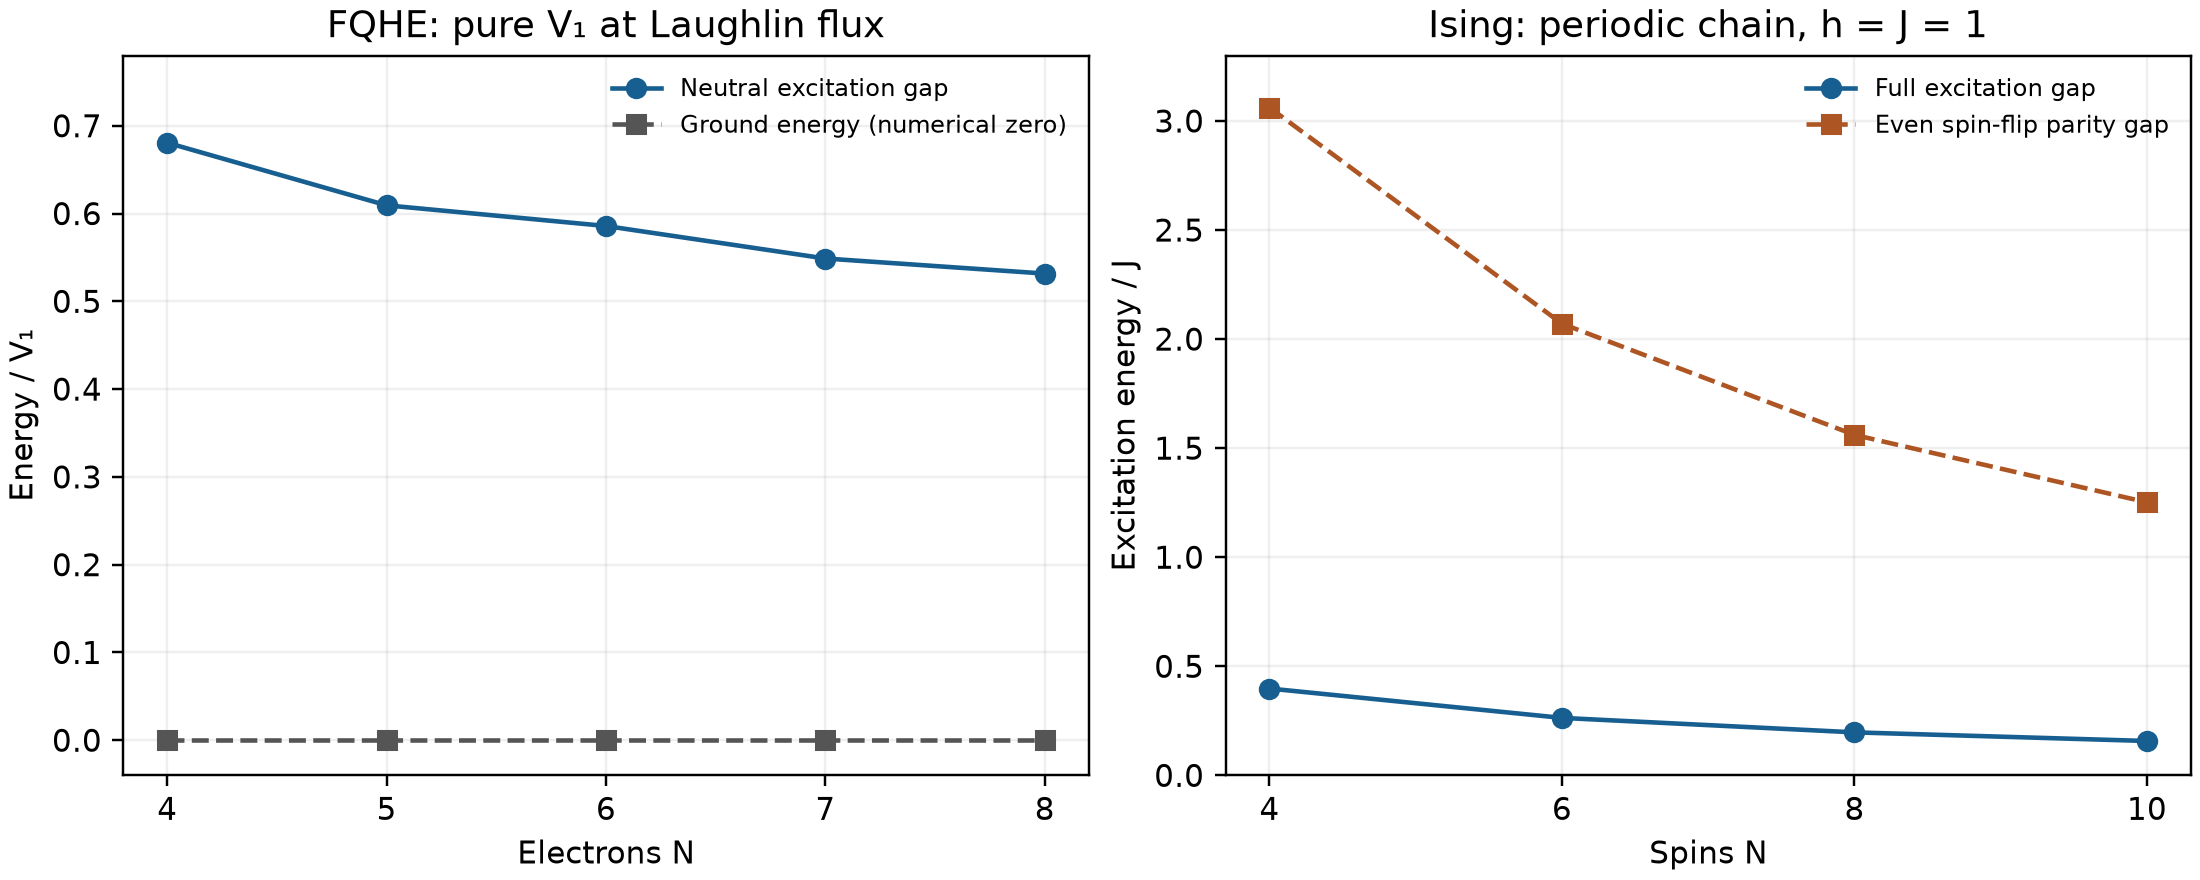 FQHE: pure V₁ at Laughlin flux
Neutral excitation gap
Ground energy (numerical zero)
Energy / V₁
0.7
0.6
0.5
0.4
0.3
0.2
0.1
0.0
4 5 6 7 8
Electrons N
Ising: periodic chain, h = J = 1
Full excitation gap
Even spin-flip parity gap
Excitation energy / J
3.0
2.5
2.0
1.5
1.0
0.5
0.0
4 6 8 10
Spins N